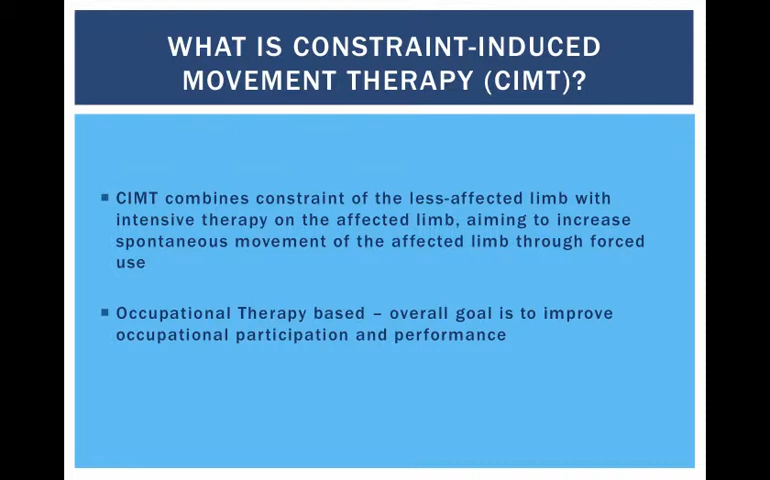 WHAT IS CONSTRAINT-INDUCED
MOVEMENT THERAPY (CIMT)?
CIMT combines constraint of the less-affected limb with
intensive therapy on the affected limb, aiming to increase
spontaneous movement of the affected limb through forced
use
Occupational Therapy based – overall goal is to improve
occupational participation and performance